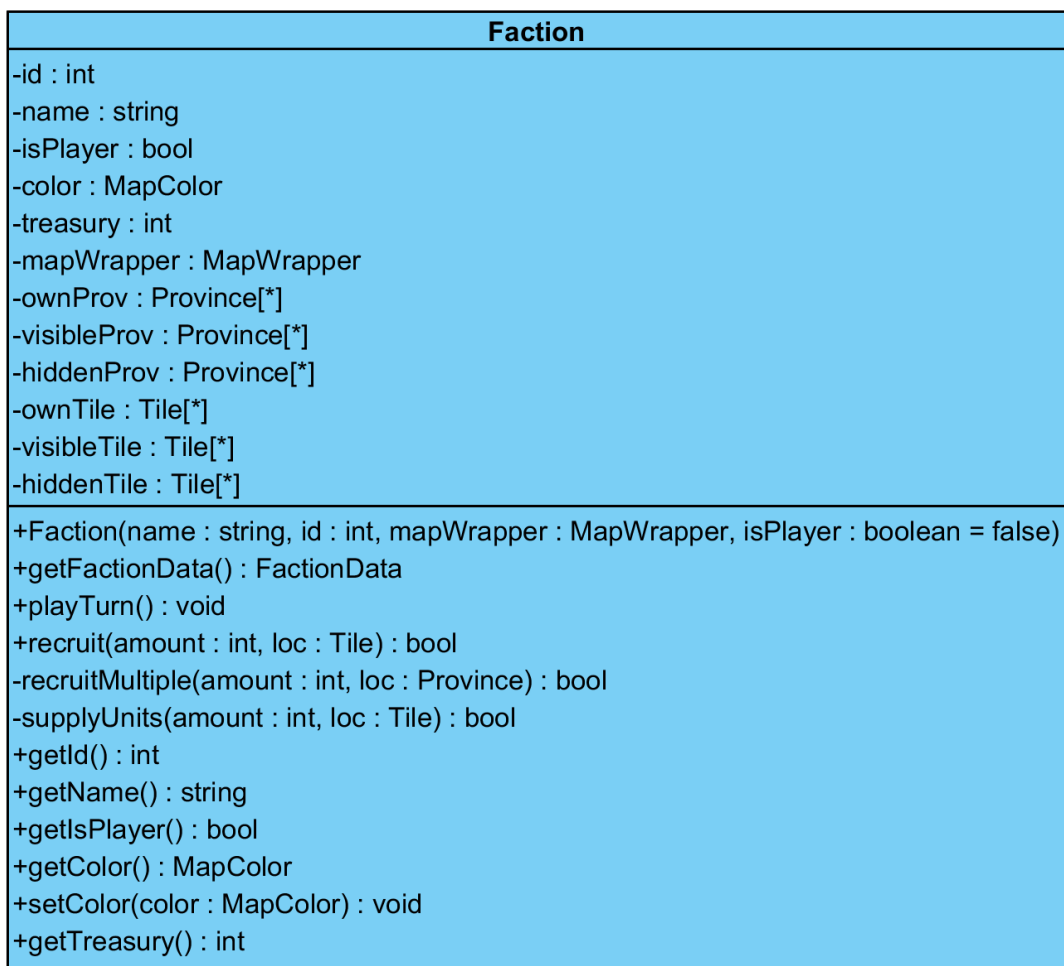 Faction
-id : int
-name : string
-isPlayer : bool
-color : MapColor
-treasury : int
-mapWrapper : MapWrapper
-ownProv : Province[*]
-visibleProv : Province[*]
-hiddenProv : Province[*]
-ownTile : Tile[*]
-visibleTile : Tile[*]
-hiddenTile : Tile[*]
+Faction(name : string, id : int, mapWrapper : MapWrapper, isPlayer : boolean = false)
+getFactionData() : FactionData
+playTurn() : void
+recruit(amount : int, loc : Tile) : bool
-recruitMultiple(amount : int, loc : Province) : bool
-supplyUnits(amount : int, loc : Tile) : bool
+getId() : int
+getName() : string
+getIsPlayer() : bool
+getColor() : MapColor
+setColor(color : MapColor) : void
+getTreasury() : int